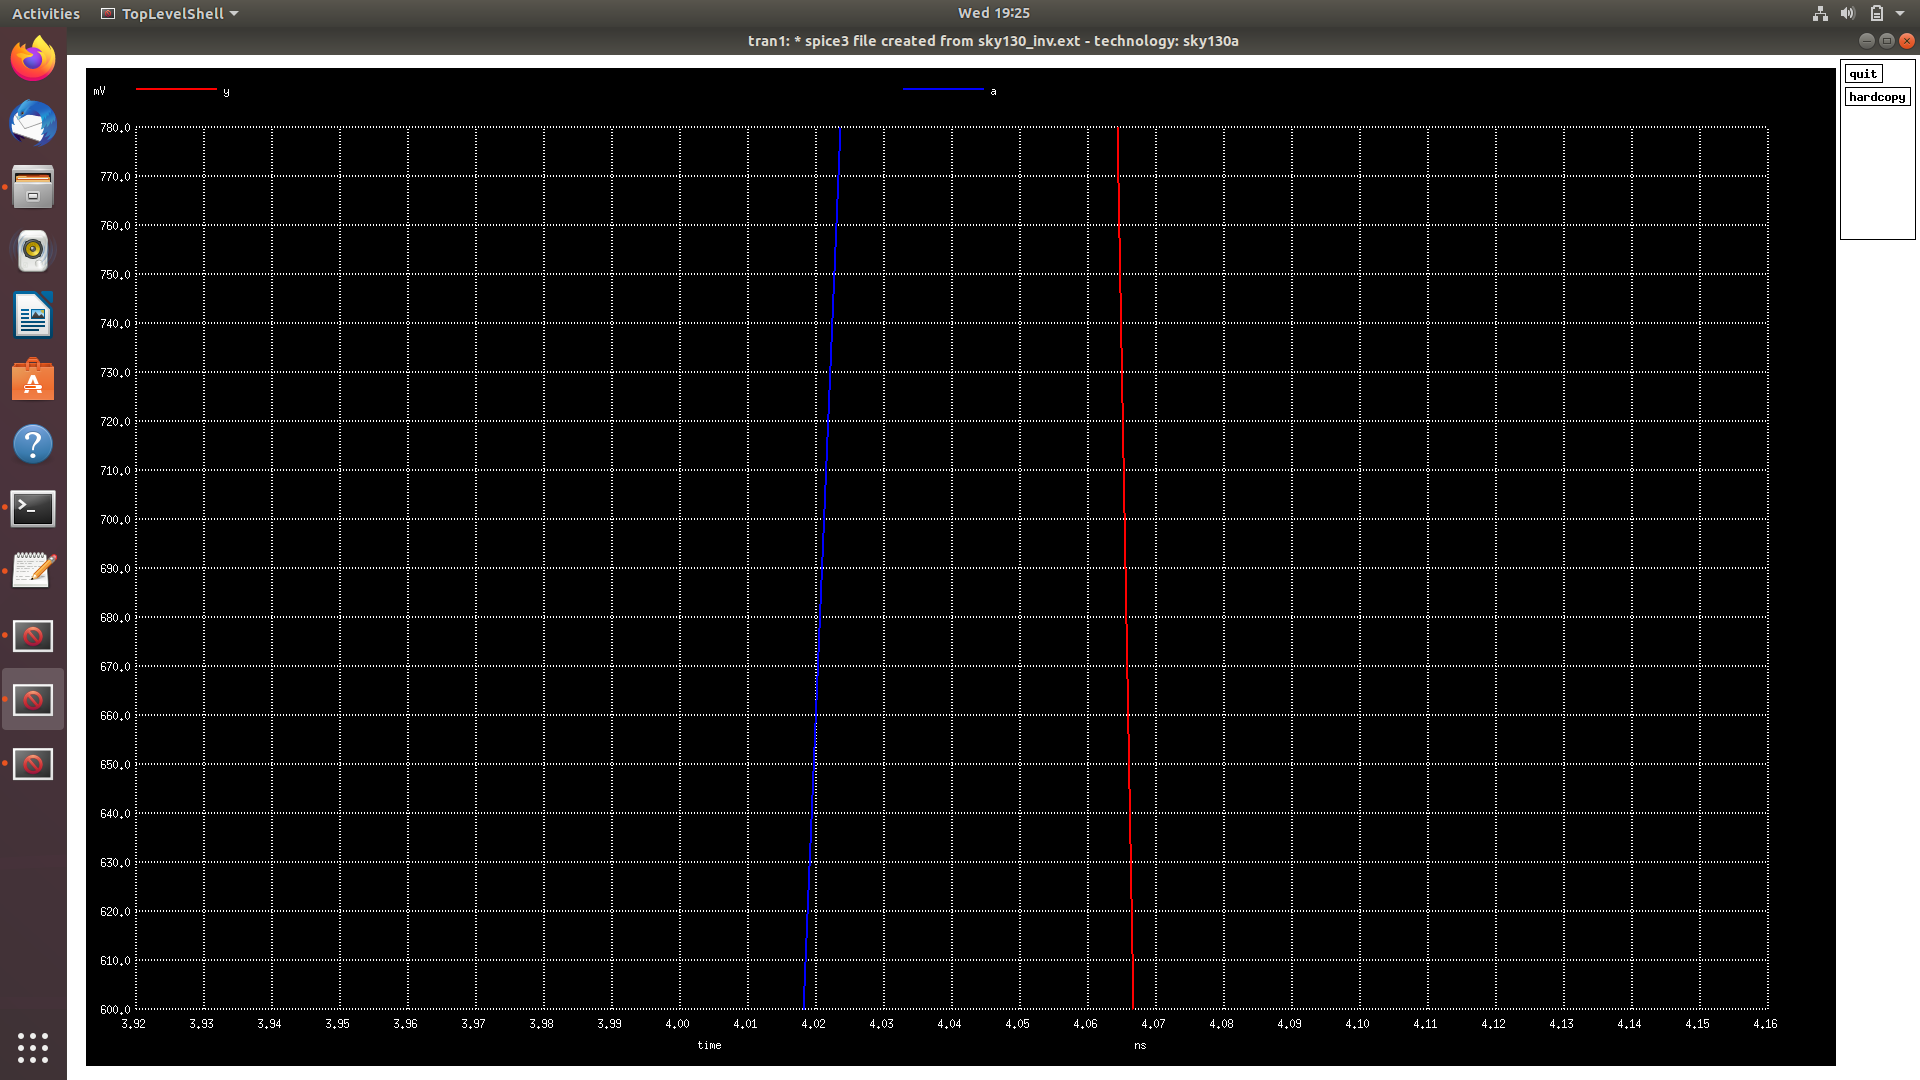 Activities TopLevelShell Wed 19:25
tran1: * spice3 file created from sky130_inv.ext - technology: sky130a
quit
hardcopy
mV y a
780.0
770.0
760.0
750.0
740.0
730.0
720.0
710.0
700.0
690.0
680.0
670.0
660.0
650.0
640.0
630.0
620.0
610.0
600.0
3.92 3.93 3.94 3.95 3.96 3.97 3.98 3.99 4.00 4.01 4.02 4.03 4.04 4.05 4.06 4.07 4.08 4.09 4.10 4.11 4.12 4.13 4.14 4.15 4.16
time ns